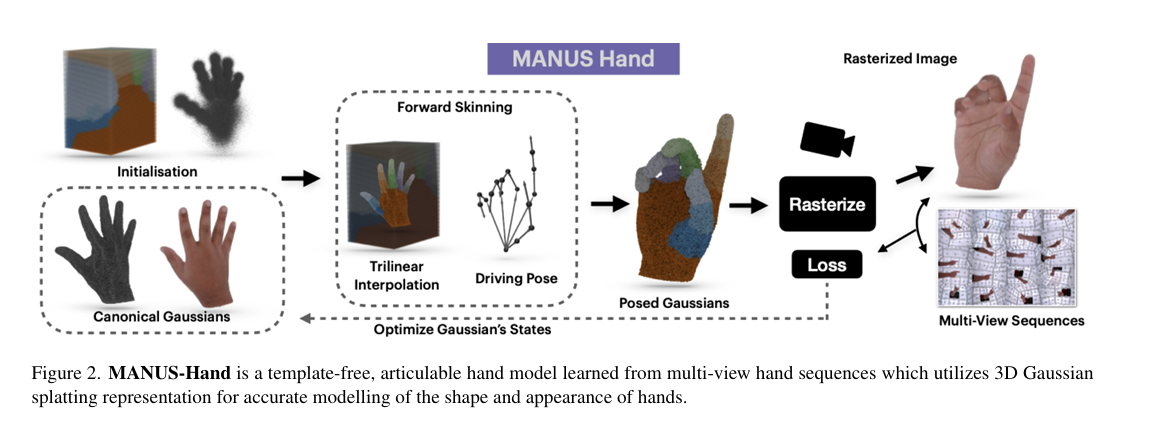 MANUS Hand
Initialisation
Canonical Gaussians
Forward Skinning
Trilinear
Interpolation
Driving Pose
Posed Gaussians
Rasterize
Loss
Rasterized Image
Multi-View Sequences
Optimize Gaussian's States
Figure 2. MANUS-Hand is a template-free, articulable hand model learned from multi-view hand sequences which utilizes 3D Gaussian
splatting representation for accurate modelling of the shape and appearance of hands.